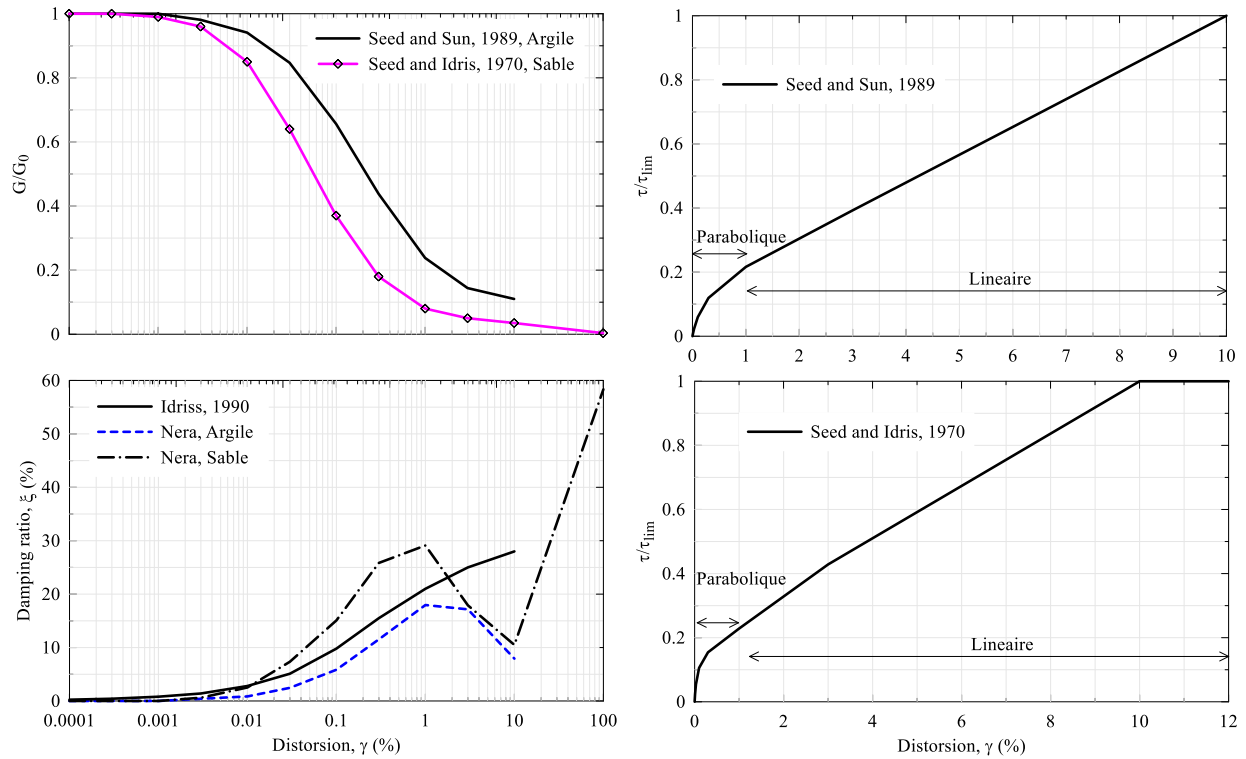 1
0.8
0.6
0.4
0.2
0
G/G0
Seed and Sun, 1989, Argile
Seed and Idris, 1970, Sable
1
0.8
0.6
0.4
0.2
0
τ/τlim
Seed and Sun, 1989
Parabolique
Lineaire
0 1 2 3 4 5 6 7 8 9 10
60
50
40
30
20
10
0
Damping ratio, ξ (%)
Idriss, 1990
Nera, Argile
Nera, Sable
0.0001 0.001 0.01 0.1 1 10 100
Distorsion, γ (%)
1
0.8
0.6
0.4
0.2
0
τ/τlim
Seed and Idris, 1970
Parabolique
Lineaire
0 2 4 6 8 10 12
Distorsion, γ (%)